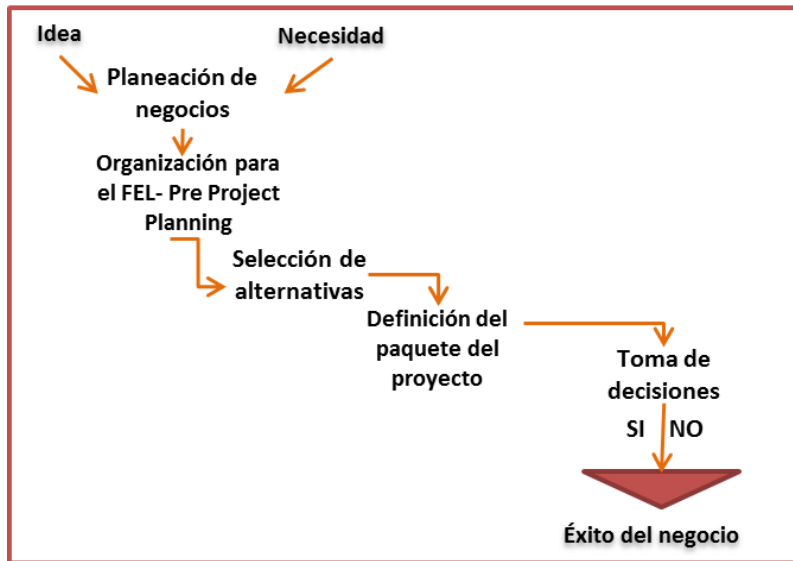 Idea
Necesidad
Planeación de
negocios
Organización para
el FEL- Pre Project
Planning
Selección de
alternativas
Definición del
paquete del
proyecto
Toma de
decisiones
SI NO
Éxito del negocio